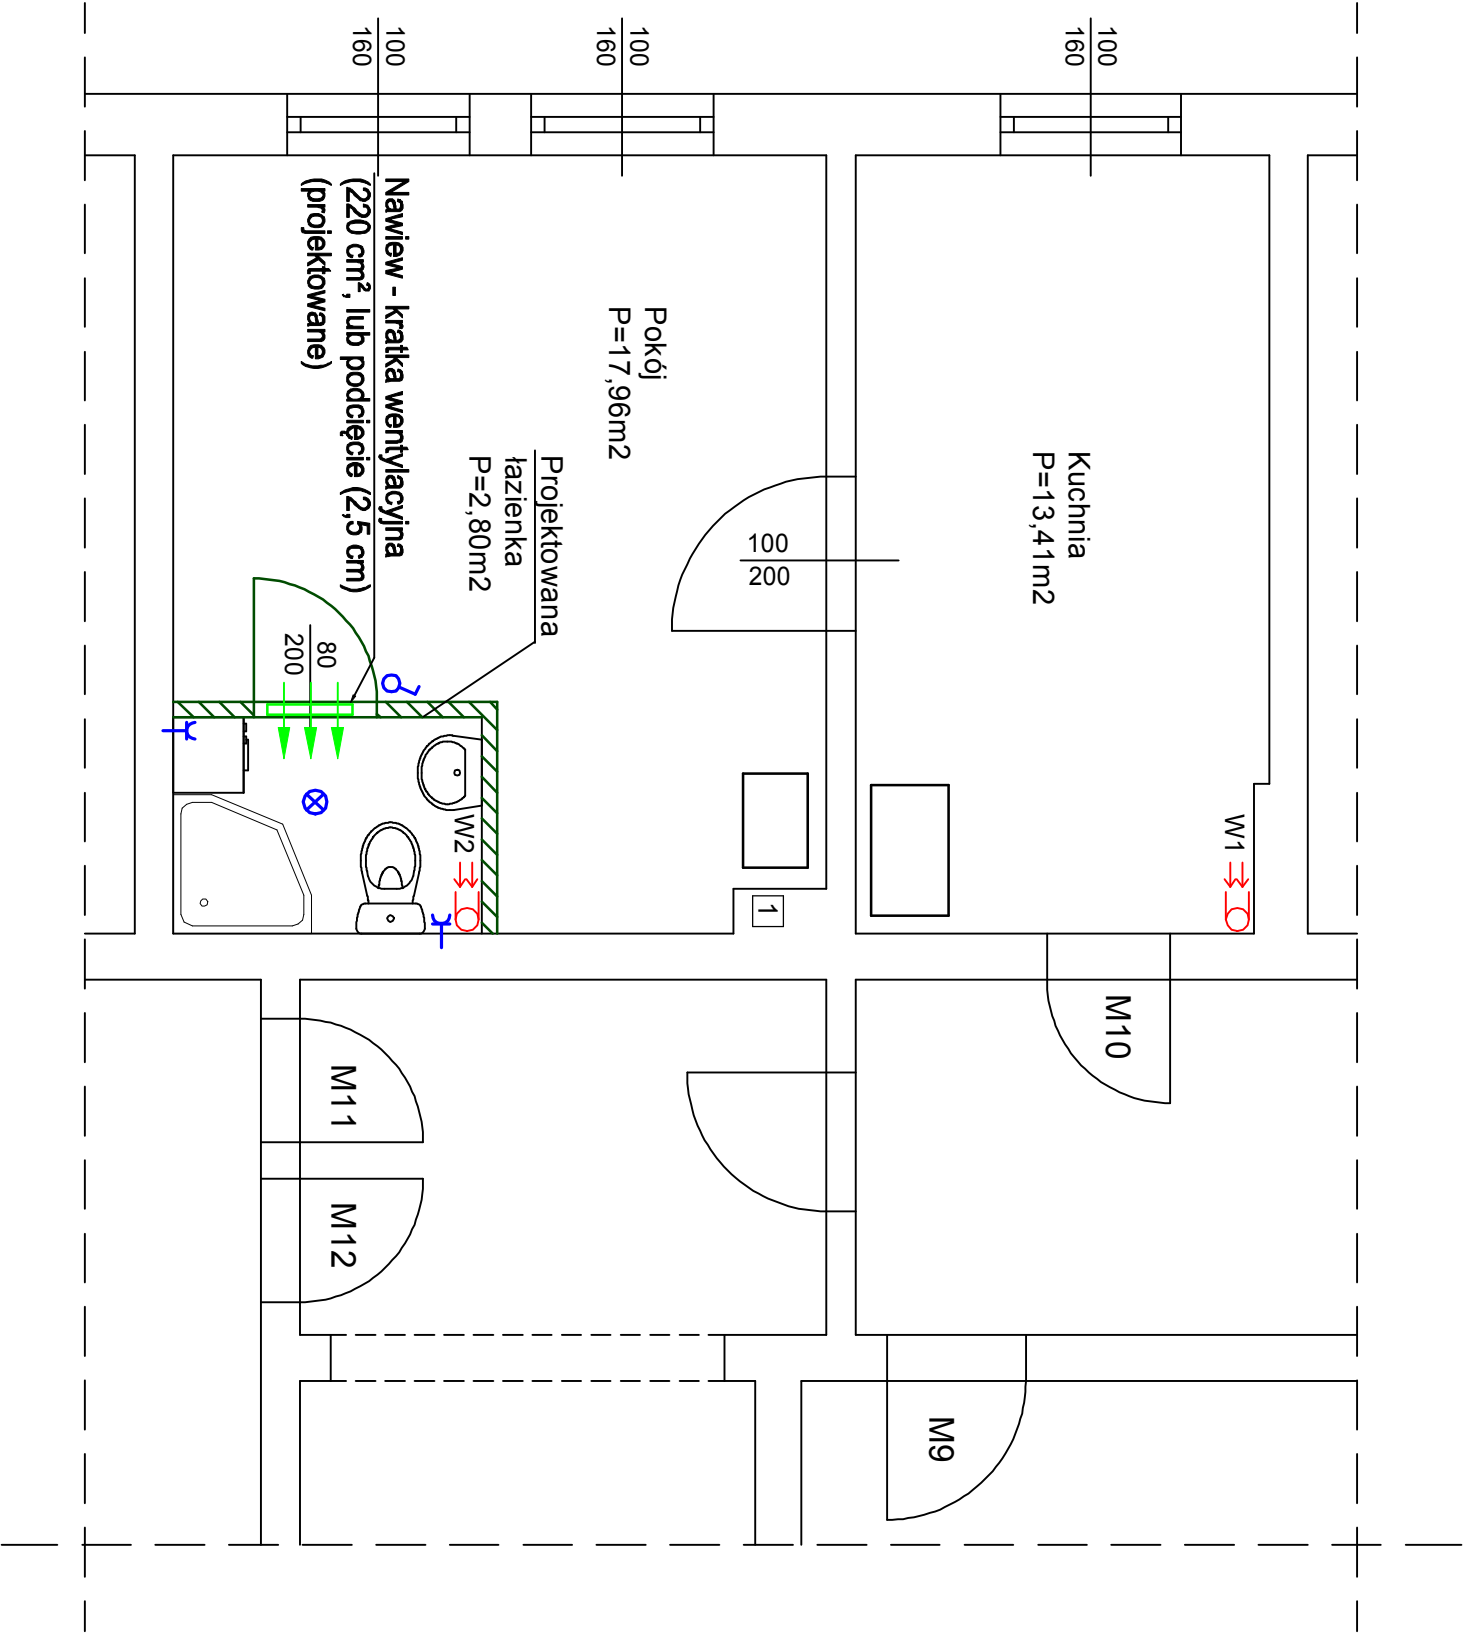 100
160
100
160
100
160
Nawiew - kratka wentylacyjna
(220 cm², lub podcięcie (2,5 cm)
(projektowane)
Pokój
P=17,96m2
Projektowana
łazienka
P=2,80m2
Kuchnia
P=13,41m2
100
200
80
200
W2
W1
1
M10
M11
M12
M9